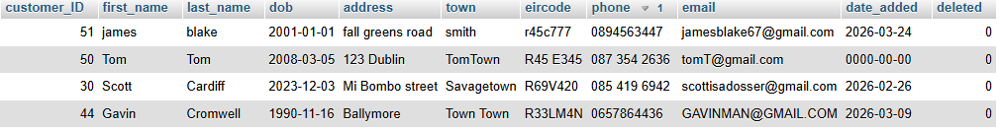 customer_ID first_name last_name dob address town eircode phone 1 email date_added deleted
51 james blake 2001-01-01 fall greens road smith r45c777 0894563447 jamesblake67@gmail.com 2026-03-24 0
50 Tom Tom 2008-03-05 123 Dublin TomTown R45 E345 087 354 2636 tomT@gmail.com 0000-00-00 0
30 Scott Cardiff 2023-12-03 Mi Bombo street Savagetown R69V420 085 419 6942 scottisadosser@gmail.com 2026-02-26 0
44 Gavin Cromwell 1990-11-16 Ballymore Town Town R33LM4N 0657864436 GAVINMAN@GMAIL.COM 2026-03-09 0